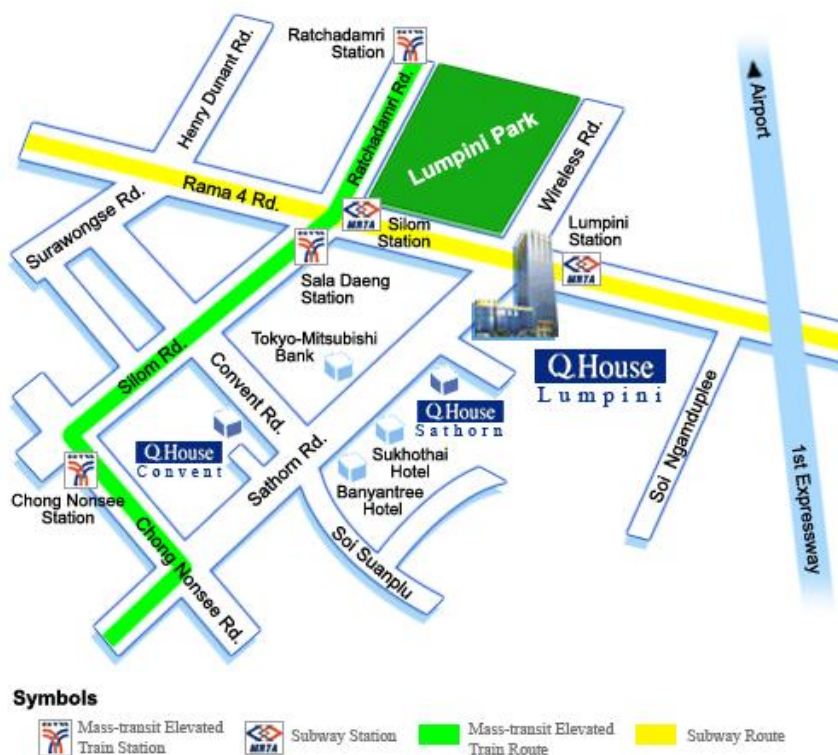 Ratchadamri
Station
Henry Dunant Rd.
Ratchadamri Rd.
Lumpini Park
Wireless Rd.
Airport
Rama 4 Rd.
Surawongse Rd.
MRTA
Silom
Station
Lumpini
Station
MRTA
Sala Daeng
Station
Tokyo-Mitsubishi
Bank
Silom Rd.
Convent Rd.
Q.House
Lumpini
Q.House
Sathorn
Q.House
Convent
Sathorn Rd.
Sukhothai
Hotel
Banyantree
Hotel
Soi Ngamduplee
1st Expressway
Chong Nonsee
Station
Chong Nonsee Rd.
Soi Suanplu
Symbols
Mass-transit Elevated
Train Station
MRTA
Subway Station
Mass-transit Elevated
Train Route
Subway Route